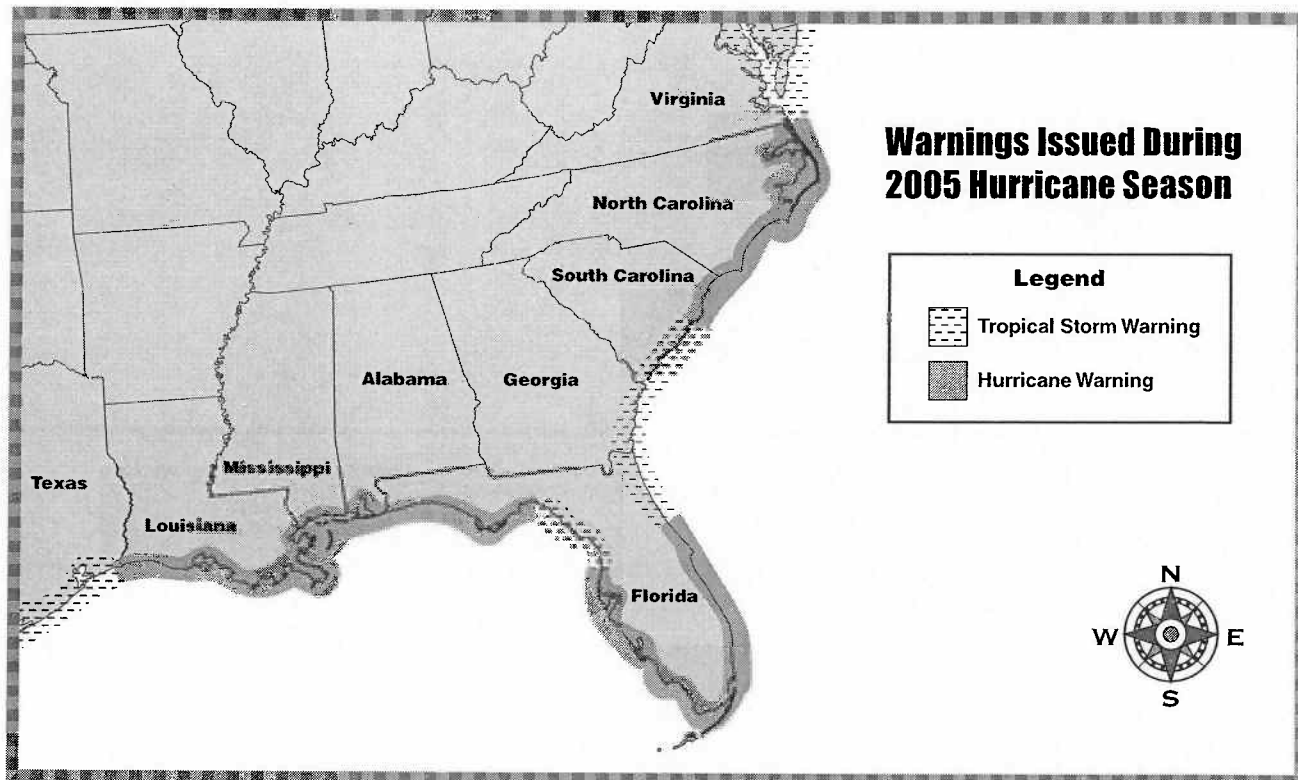 Warnings Issued During
2005 Hurricane Season
Legend
Tropical Storm Warning
Hurricane Warning
Virginia
North Carolina
South Carolina
Alabama
Georgia
Mississippi
Texas
Louisiana
Florida
N
W E
S